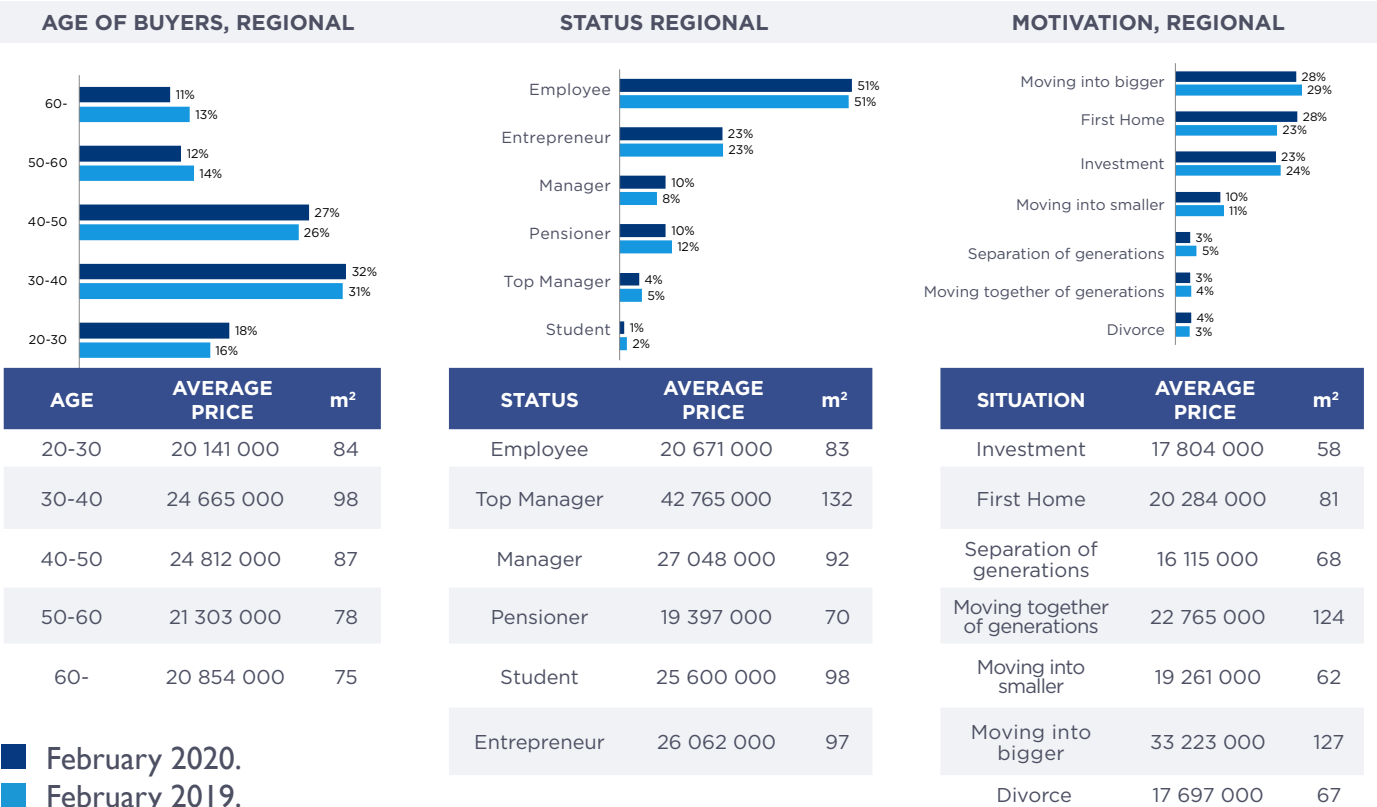 AGE OF BUYERS, REGIONAL
60-
11%
13%
50-60
12%
14%
40-50
27%
26%
30-40
32%
31%
20-30
18%
16%
AGE AVERAGE PRICE m²
20-30 20 141 000 84
30-40 24 665 000 98
40-50 24 812 000 87
50-60 21 303 000 78
60- 20 854 000 75
February 2020.
February 2019.
STATUS REGIONAL
Employee
51%
51%
Entrepreneur
23%
23%
Manager
10%
8%
Pensioner
10%
12%
Top Manager
4%
5%
Student
1%
2%
STATUS AVERAGE PRICE m²
Employee 20 671 000 83
Top Manager 42 765 000 132
Manager 27 048 000 92
Pensioner 19 397 000 70
Student 25 600 000 98
Entrepreneur 26 062 000 97
MOTIVATION, REGIONAL
Moving into bigger
28%
29%
First Home
28%
23%
Investment
23%
24%
Moving into smaller
10%
11%
Separation of generations
3%
5%
Moving together of generations
3%
4%
Divorce
4%
3%
SITUATION AVERAGE PRICE m²
Investment 17 804 000 58
First Home 20 284 000 81
Separation of generations 16 115 000 68
Moving together of generations 22 765 000 124
Moving into smaller 19 261 000 62
Moving into bigger 33 223 000 127
Divorce 17 697 000 67